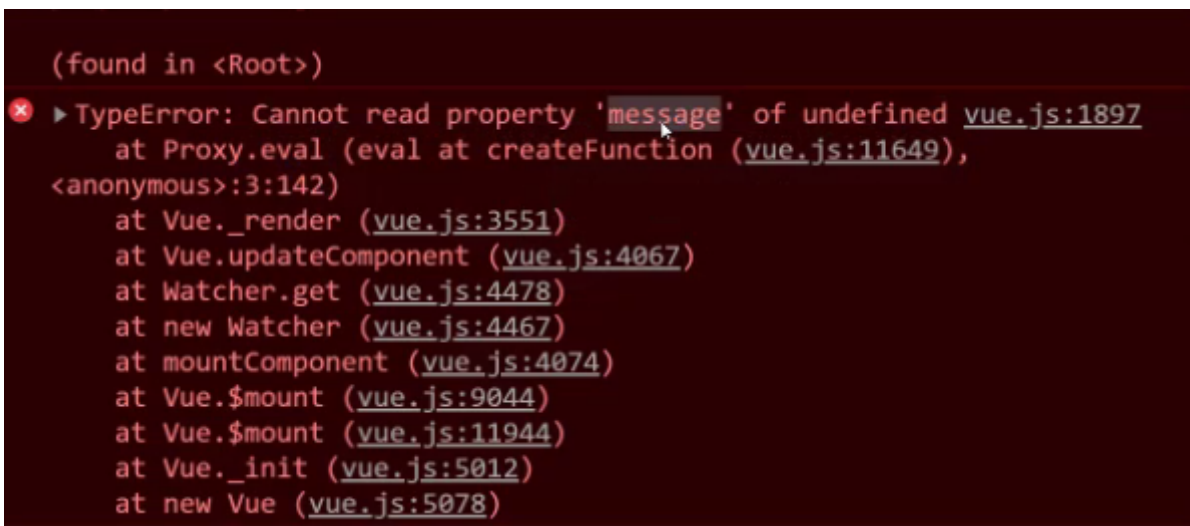 (found in <Root>)
▶TypeError: Cannot read property 'message' of undefined vue.js:1897
at Proxy.eval (eval at createFunction (vue.js:11649),
<anonymous>:3:142)
at Vue._render (vue.js:3551)
at Vue.updateComponent (vue.js:4067)
at Watcher.get (vue.js:4478)
at new Watcher (vue.js:4467)
at mountComponent (vue.js:4074)
at Vue.$mount (vue.js:9044)
at Vue.$mount (vue.js:11944)
at Vue._init (vue.js:5012)
at new Vue (vue.js:5078)